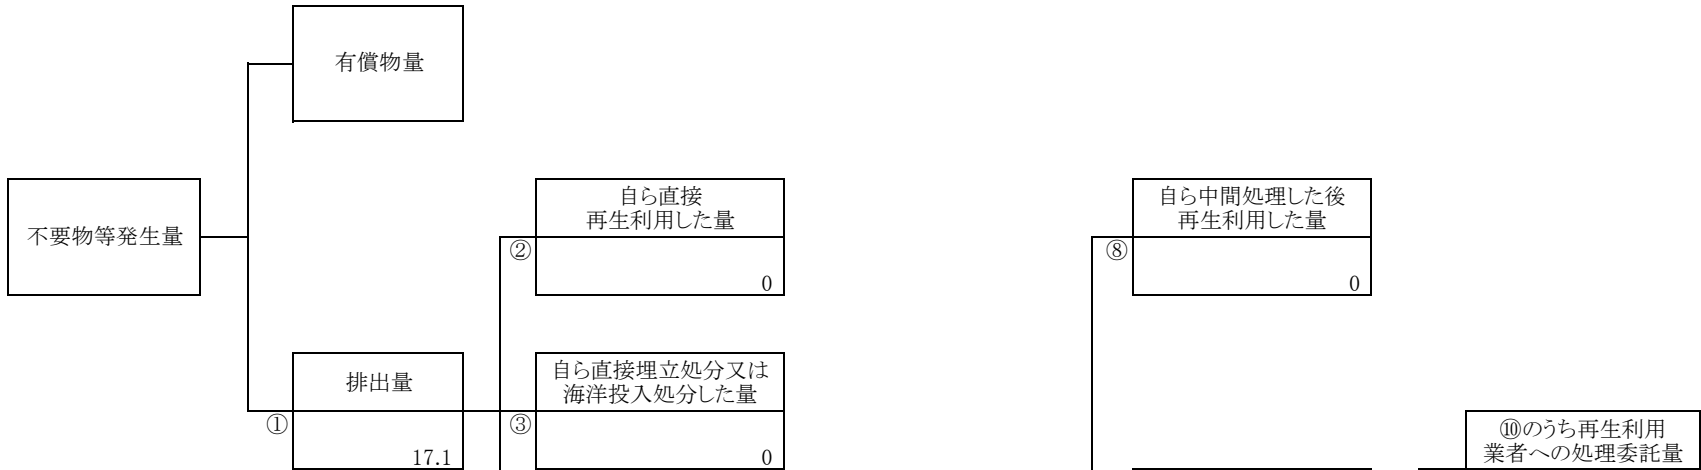 有償物量
不要物等発生量
自ら直接
再生利用した量
②
0
自ら中間処理した後
再生利用した量
⑧
0
排出量
①
17.1
自ら直接埋立処分又は
海洋投入処分した量
③
0
⑩のうち再生利用
業者への処理委託量